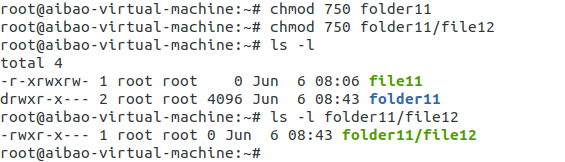 root@aibao-virtual-machine:~# chmod 750 folder11
root@aibao-virtual-machine:~# chmod 750 folder11/file12
root@aibao-virtual-machine:~# ls -l
total 4
-r-xrwxrw- 1 root root    0 Jun  6 08:06 file11
drwxr-x--- 2 root root 4096 Jun  6 08:43 folder11
root@aibao-virtual-machine:~# ls -l folder11/file12
-rwxr-x--- 1 root root 0 Jun  6 08:43 folder11/file12
root@aibao-virtual-machine:~#